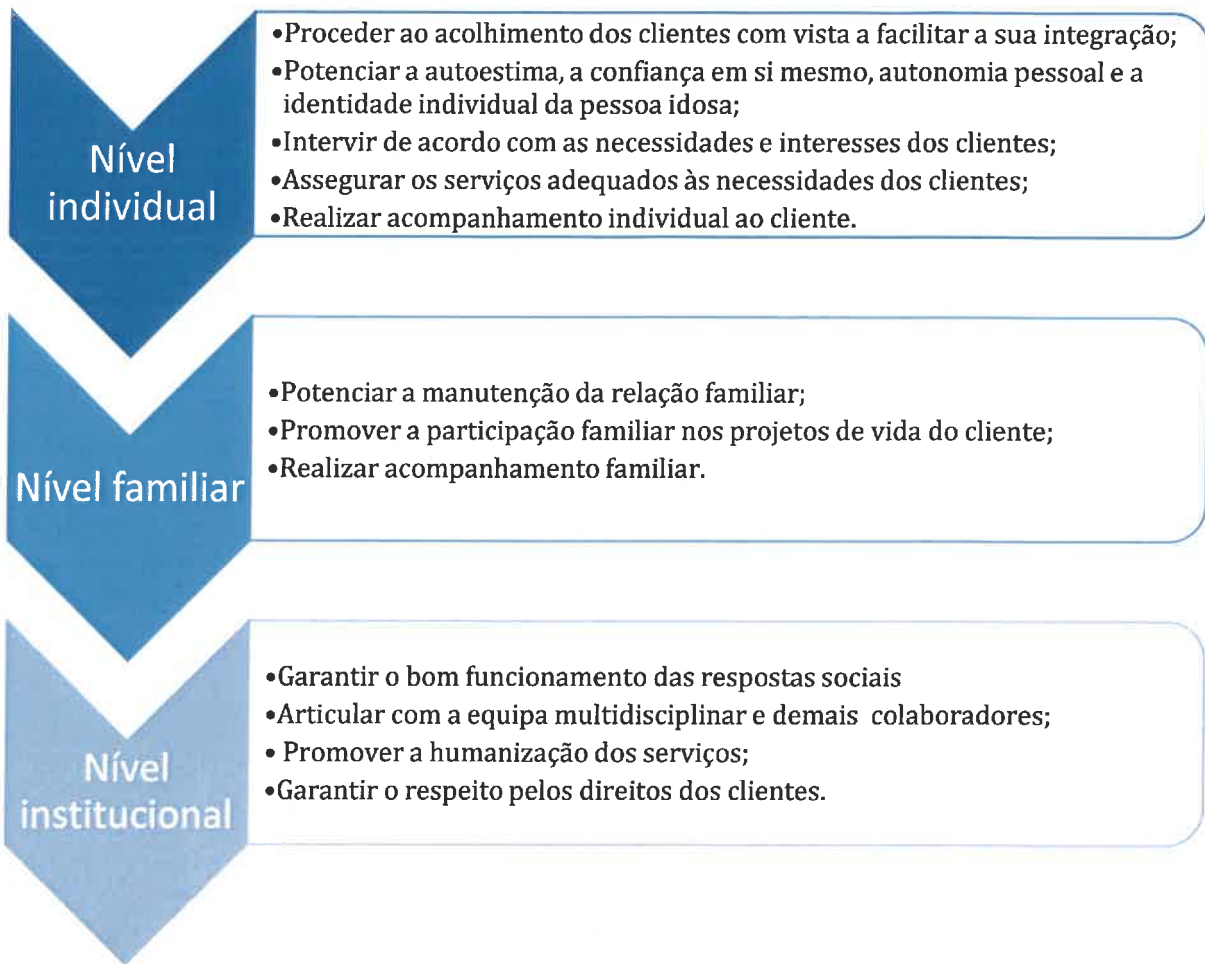 Nível
individual
•Proceder ao acolhimento dos clientes com vista a facilitar a sua integração;
•Potenciar a autoestima, a confiança em si mesmo, autonomia pessoal e a
identidade individual da pessoa idosa;
•Intervir de acordo com as necessidades e interesses dos clientes;
•Assegurar os serviços adequados às necessidades dos clientes;
•Realizar acompanhamento individual ao cliente.
Nível familiar
•Potenciar a manutenção da relação familiar;
•Promover a participação familiar nos projetos de vida do cliente;
•Realizar acompanhamento familiar.
Nível
institucional
•Garantir o bom funcionamento das respostas sociais
•Articular com a equipa multidisciplinar e demais colaboradores;
• Promover a humanização dos serviços;
•Garantir o respeito pelos direitos dos clientes.